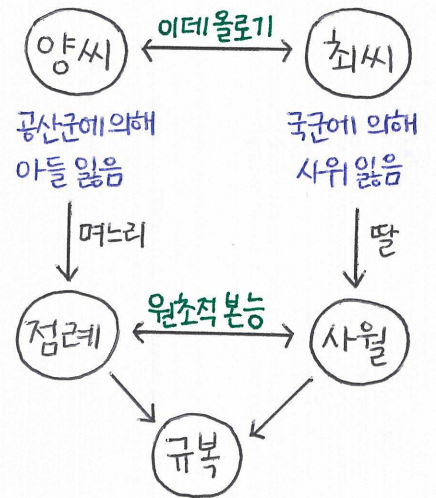 양씨 이데올로기 최씨
공산군에 의해 국군에 의해
아들 잃음 사위 잃음
며느리 딸
점례 원초적 본능 사월
규복